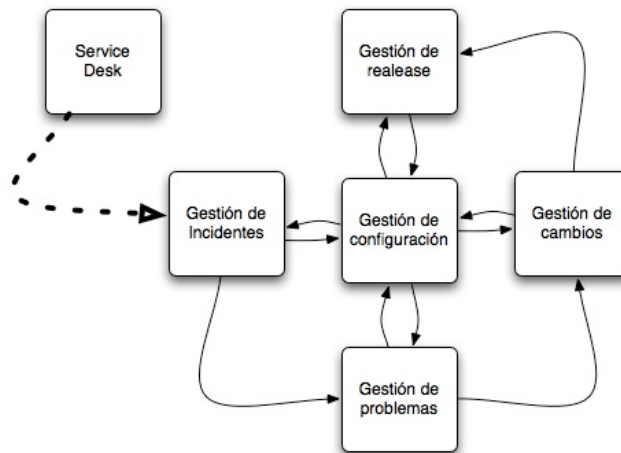 Service
Desk
Gestión de
realease
Gestión de
Incidentes
Gestión de
configuración
Gestión de
cambios
Gestión de
problemas